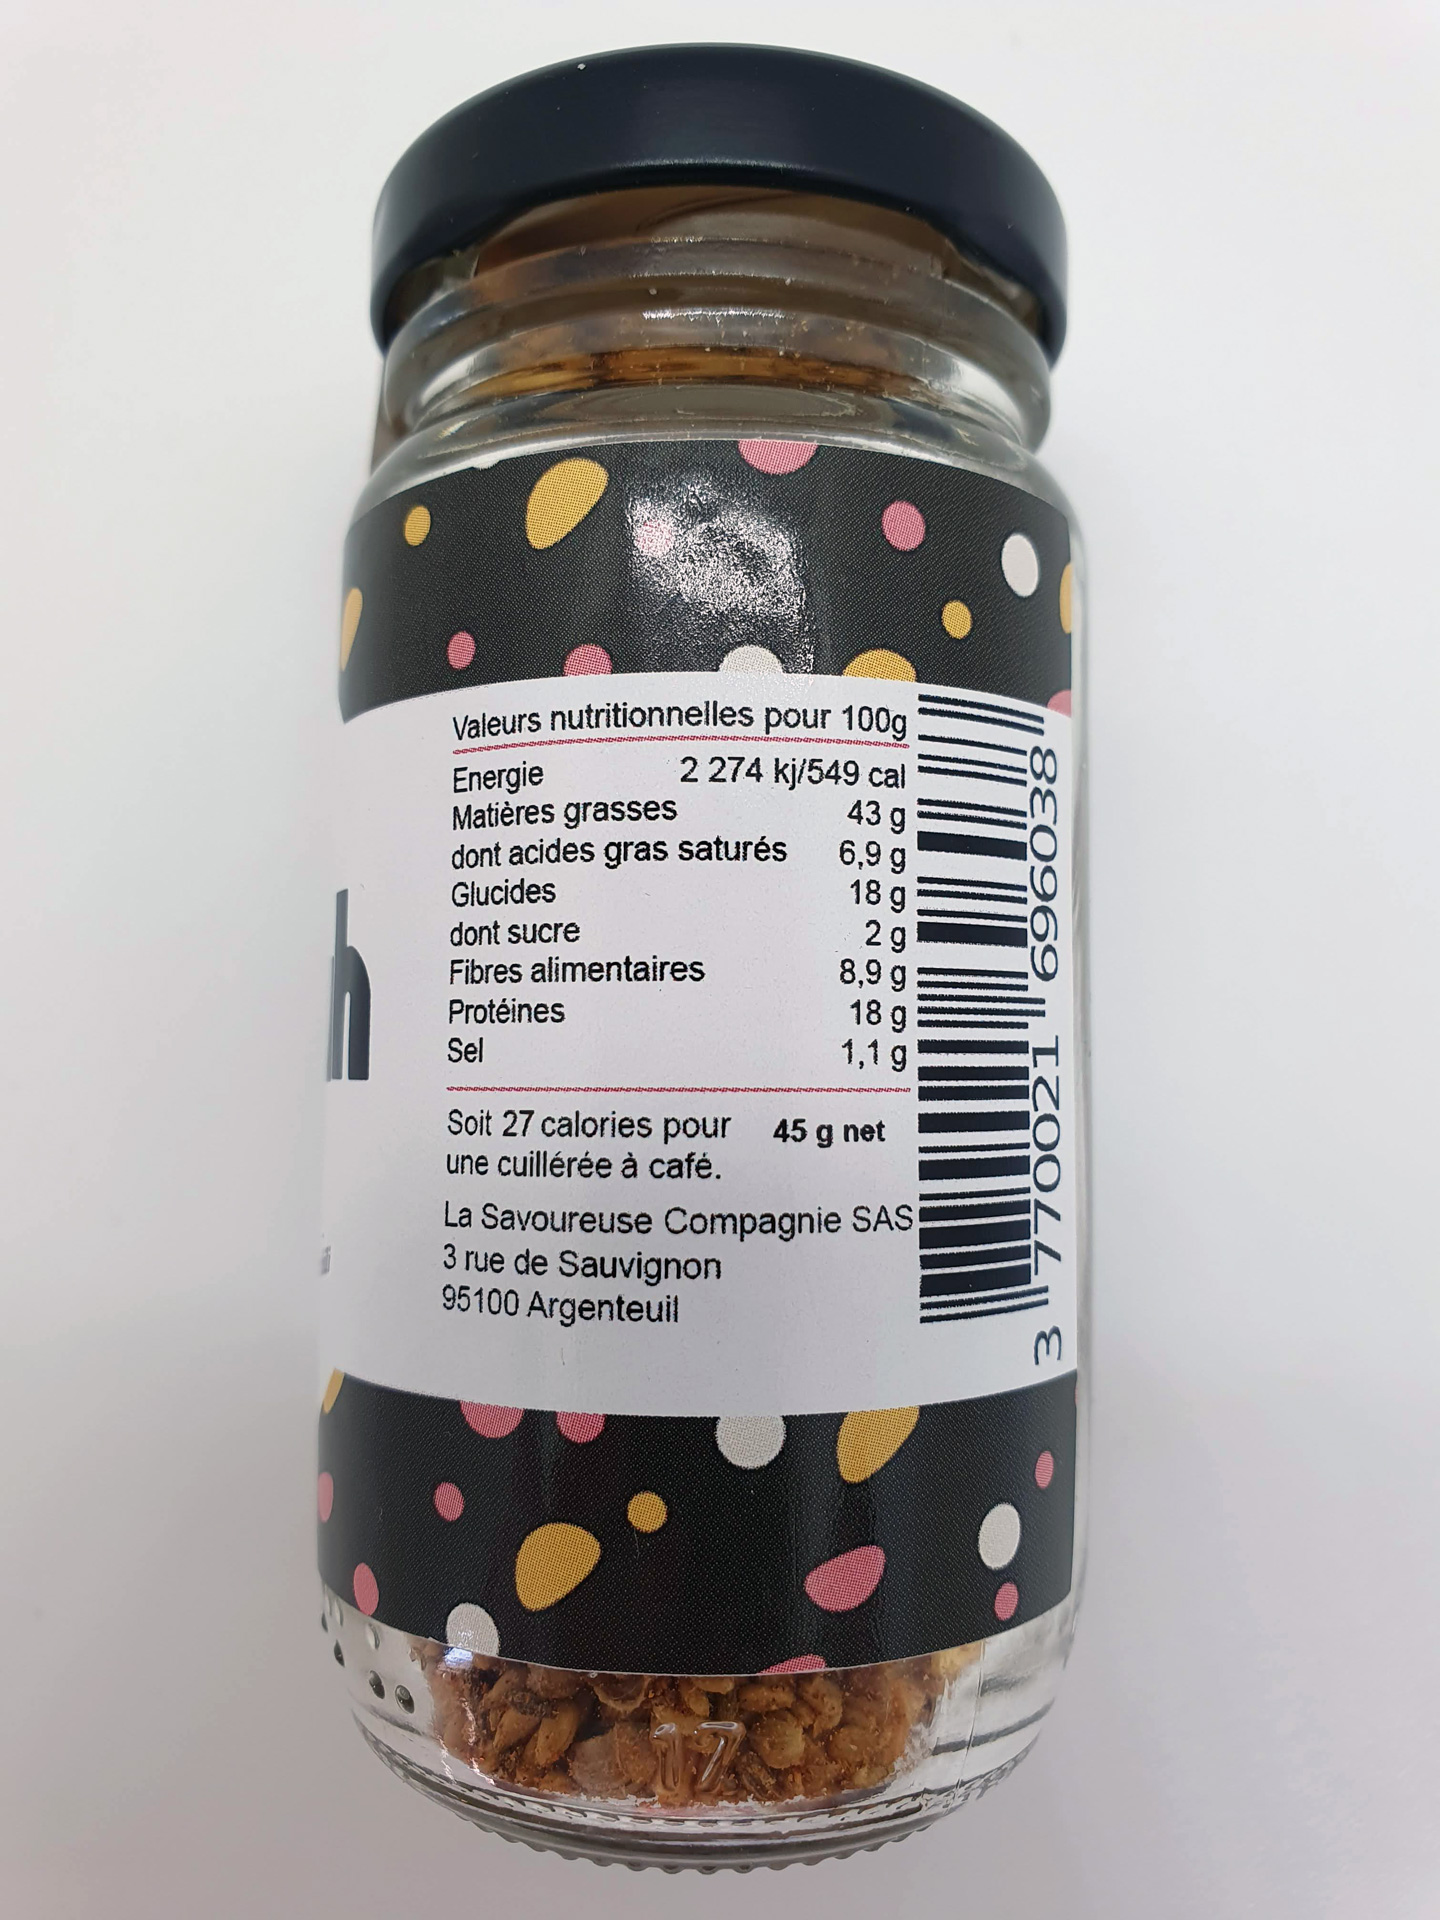 h
Valeurs nutritionnelles pour 100g
Energie 2 274 kj/549 cal
Matières grasses 43 g
dont acides gras saturés 6,9 g
Glucides 18 g
dont sucre 2 g
Fibres alimentaires 8,9 g
Protéines 18 g
Sel 1,1 g
Soit 27 calories pour 45 g net
une cuillérée à café.
La Savoureuse Compagnie SAS
3 rue de Sauvignon
95100 Argenteuil
3 770021 696038
17